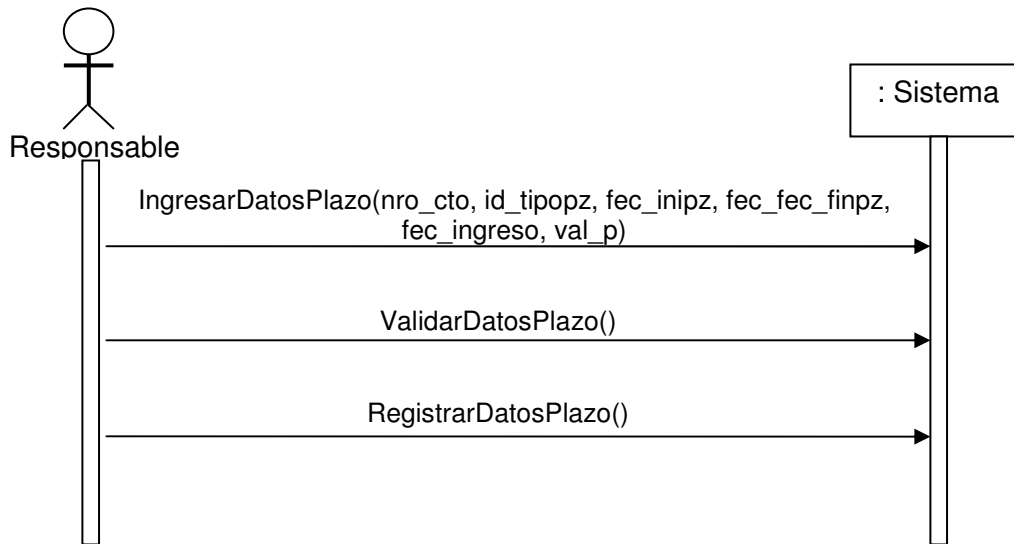 : Sistema
Responsable
IngresarDatosPlazo(nro_cto, id_tipopz, fec_inipz, fec_fec_finpz,
fec_ingreso, val_p)
ValidarDatosPlazo()
RegistrarDatosPlazo()